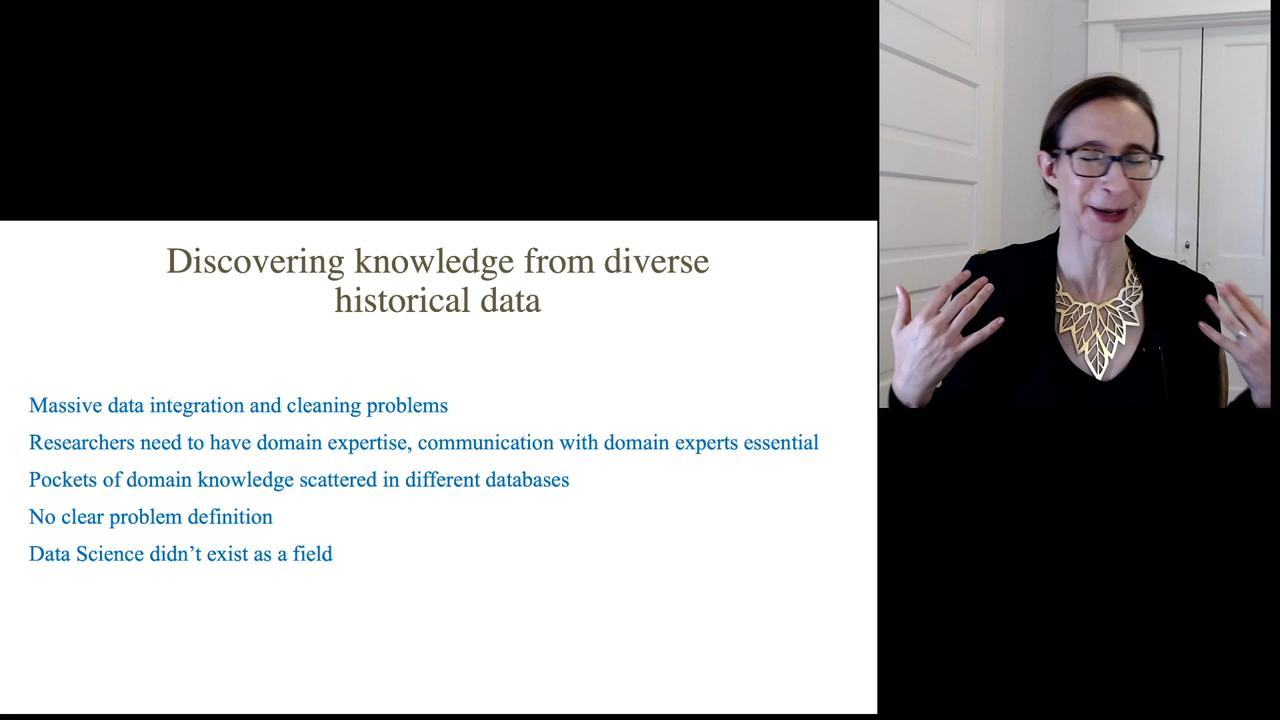 Discovering knowledge from diverse
historical data
Massive data integration and cleaning problems
Researchers need to have domain expertise, communication with domain experts essential
Pockets of domain knowledge scattered in different databases
No clear problem definition
Data Science didn’t exist as a field